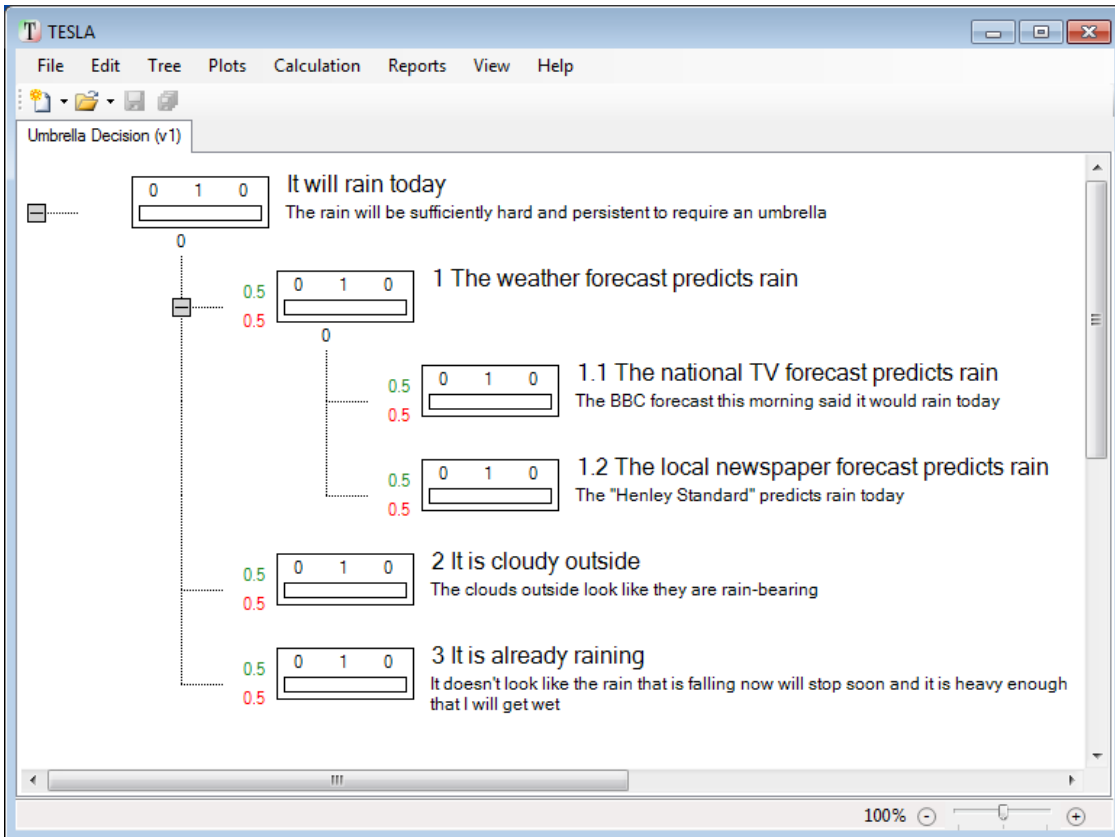 TESLA
File Edit Tree Plots Calculation Reports View Help
Umbrella Decision (v1)
0 1 0
It will rain today
The rain will be sufficiently hard and persistent to require an umbrella
0
0.5
0.5
0 1 0
1 The weather forecast predicts rain
0
0.5
0.5
0 1 0
1.1 The national TV forecast predicts rain
The BBC forecast this morning said it would rain today
0.5
0.5
0 1 0
1.2 The local newspaper forecast predicts rain
The "Henley Standard" predicts rain today
0.5
0.5
0 1 0
2 It is cloudy outside
The clouds outside look like they are rain-bearing
0.5
0.5
0 1 0
3 It is already raining
It doesn't look like the rain that is falling now will stop soon and it is heavy enough
that I will get wet
100%